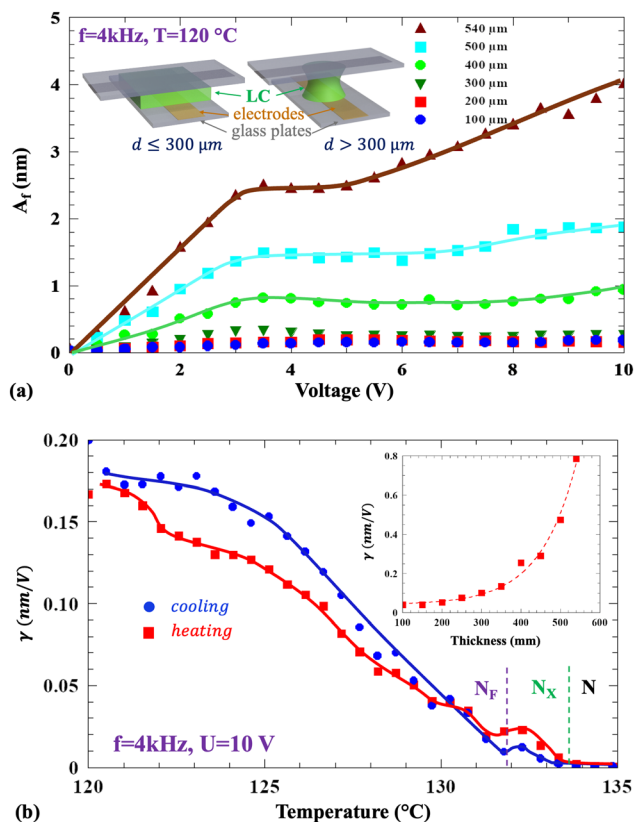 f=4kHz, T=120 °C
540 µm
500 µm
400 µm
300 µm
200 µm
100 µm
LC
electrodes
glass plates
d ≤ 300 µm
d > 300 µm
5
4
3
2
1
0
A_f (nm)
0 2 4 6 8 10
Voltage (V)
(a)
0.20
0.15
0.10
0.05
0
γ (nm/V)
cooling
heating
f=4kHz, U=10 V
0.8
0.6
0.4
0.2
0
γ (nm/V)
100 200 300 400 500 600
Thickness (mm)
N_F
N_X
N
120 125 130 135
Temperature (°C)
(b)